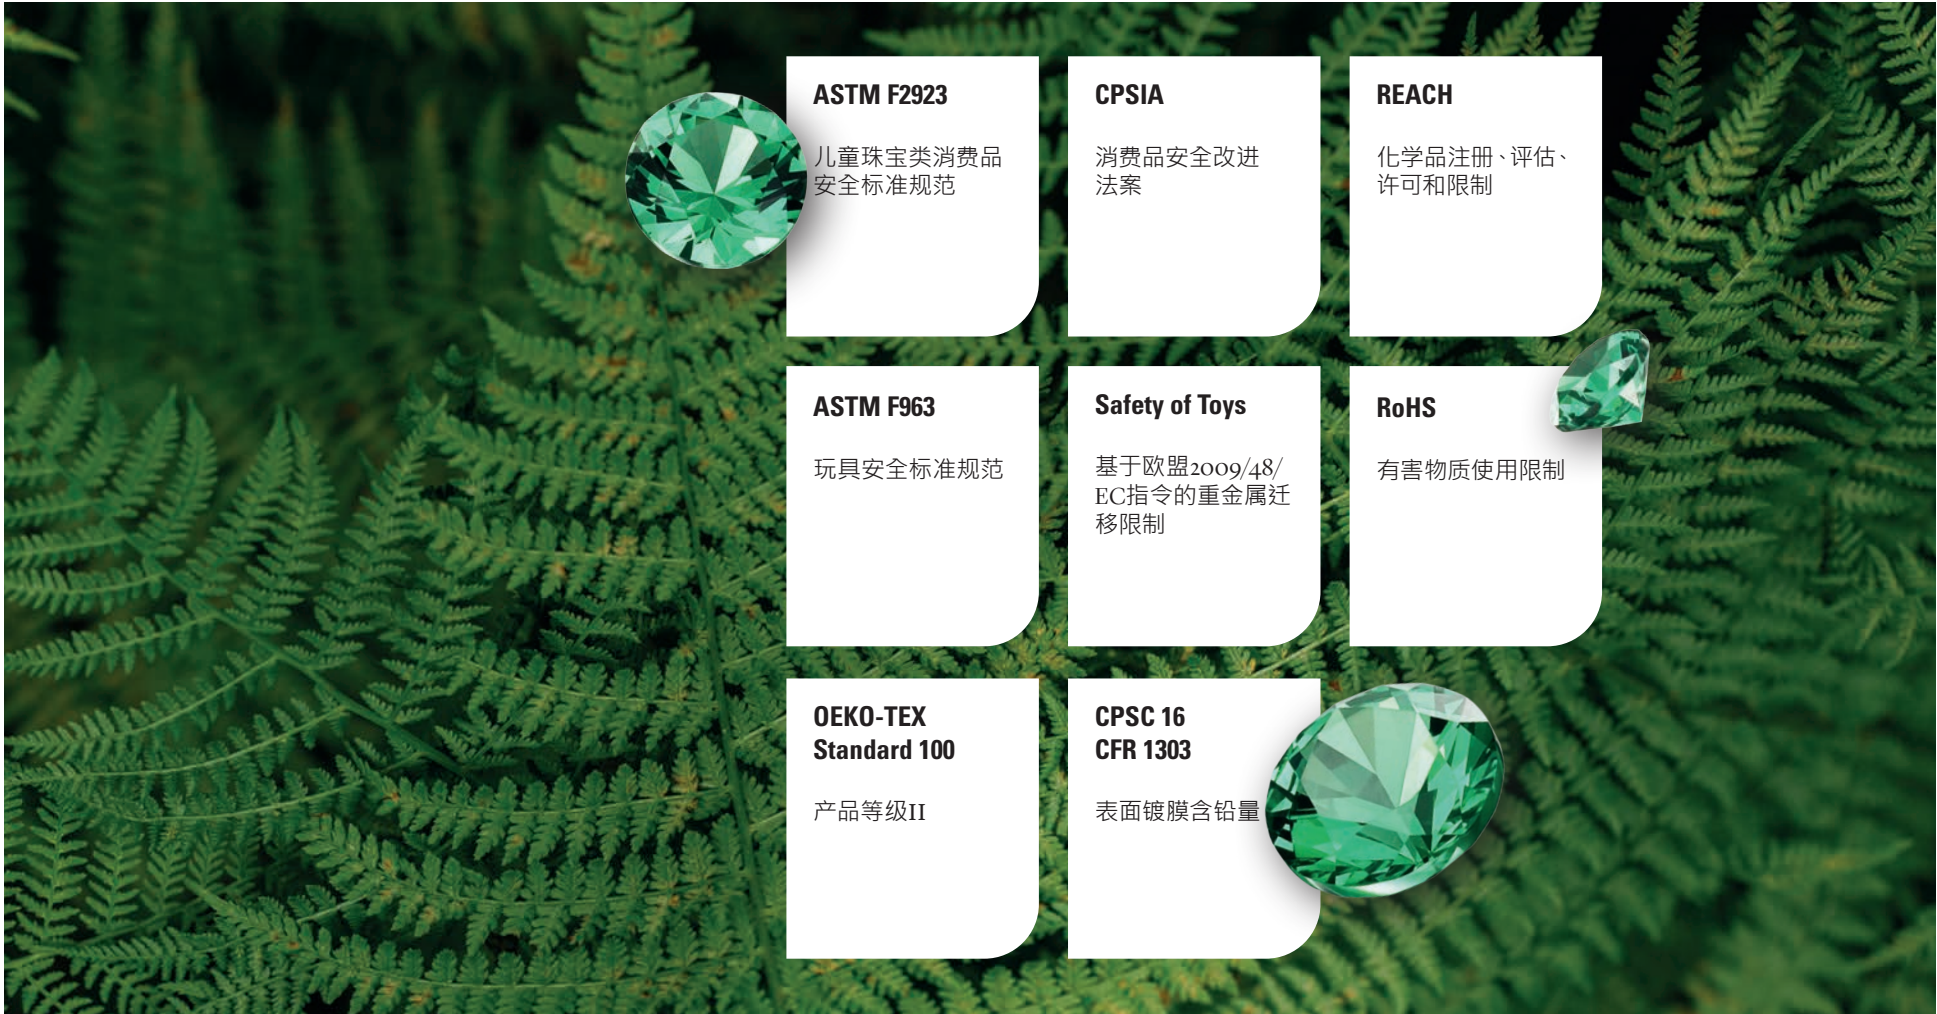 ASTM F2923
儿童珠宝类消费品
安全标准规范
CPSIA
消费品安全改进
法案
REACH
化学品注册、评估、
许可和限制
ASTM F963
玩具安全标准规范
Safety of Toys
基于欧盟2009/48/
EC指令的重金属迁
移限制
RoHS
有害物质使用限制
OEKO-TEX
Standard 100
产品等级II
CPSC 16
CFR 1303
表面镀膜含铅量